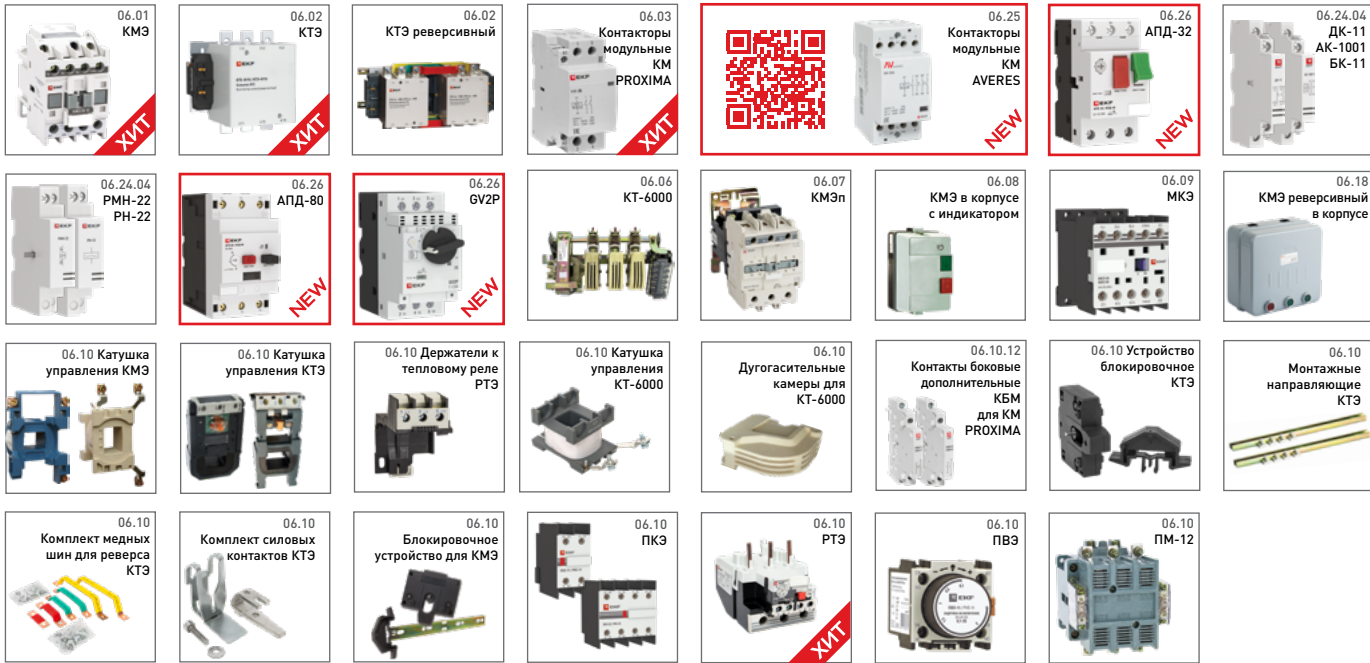 06.01
КМЭ
ХИТ
06.02
КТЭ
EKF
ХИТ
06.02
КТЭ реверсивный
06.03
Контакторы
модульные
КМ
PROXIMA
EKF
ХИТ
06.25
Контакторы
модульные
КМ
AVERES
NEW
06.26
АПД-32
EKF
NEW
06.24.04
ДК-11
АК-1001
БК-11
06.24.04
РМН-22
РН-22
06.26
АПД-80
EKF
NEW
06.26
GV2P
EKF
NEW
06.06
КТ-6000
06.07
КМЭп
06.08
КМЭ в корпусе
с индикатором
06.09
МКЭ
EKF
06.18
КМЭ реверсивный
в корпусе
06.10 Катушка
управления КМЭ
06.10 Катушка
управления КТЭ
06.10 Держатели к
тепловому реле
РТЭ
06.10 Катушка
управления
КТ-6000
06.10
Дугогасительные
камеры для
КТ-6000
06.10.12
Контакты боковые
дополнительные
КБМ
для КМ
PROXIMA
06.10 Устройство
блокировочное
КТЭ
06.10
Монтажные
направляющие
КТЭ
06.10
Комплект медных
шин для реверса
КТЭ
06.10
Комплект силовых
контактов КТЭ
06.10
Блокировочное
устройство для КМЭ
06.10
ПКЭ
06.10
РТЭ
EKF
ХИТ
06.10
ПВЭ
EKF
06.10
ПМ-12